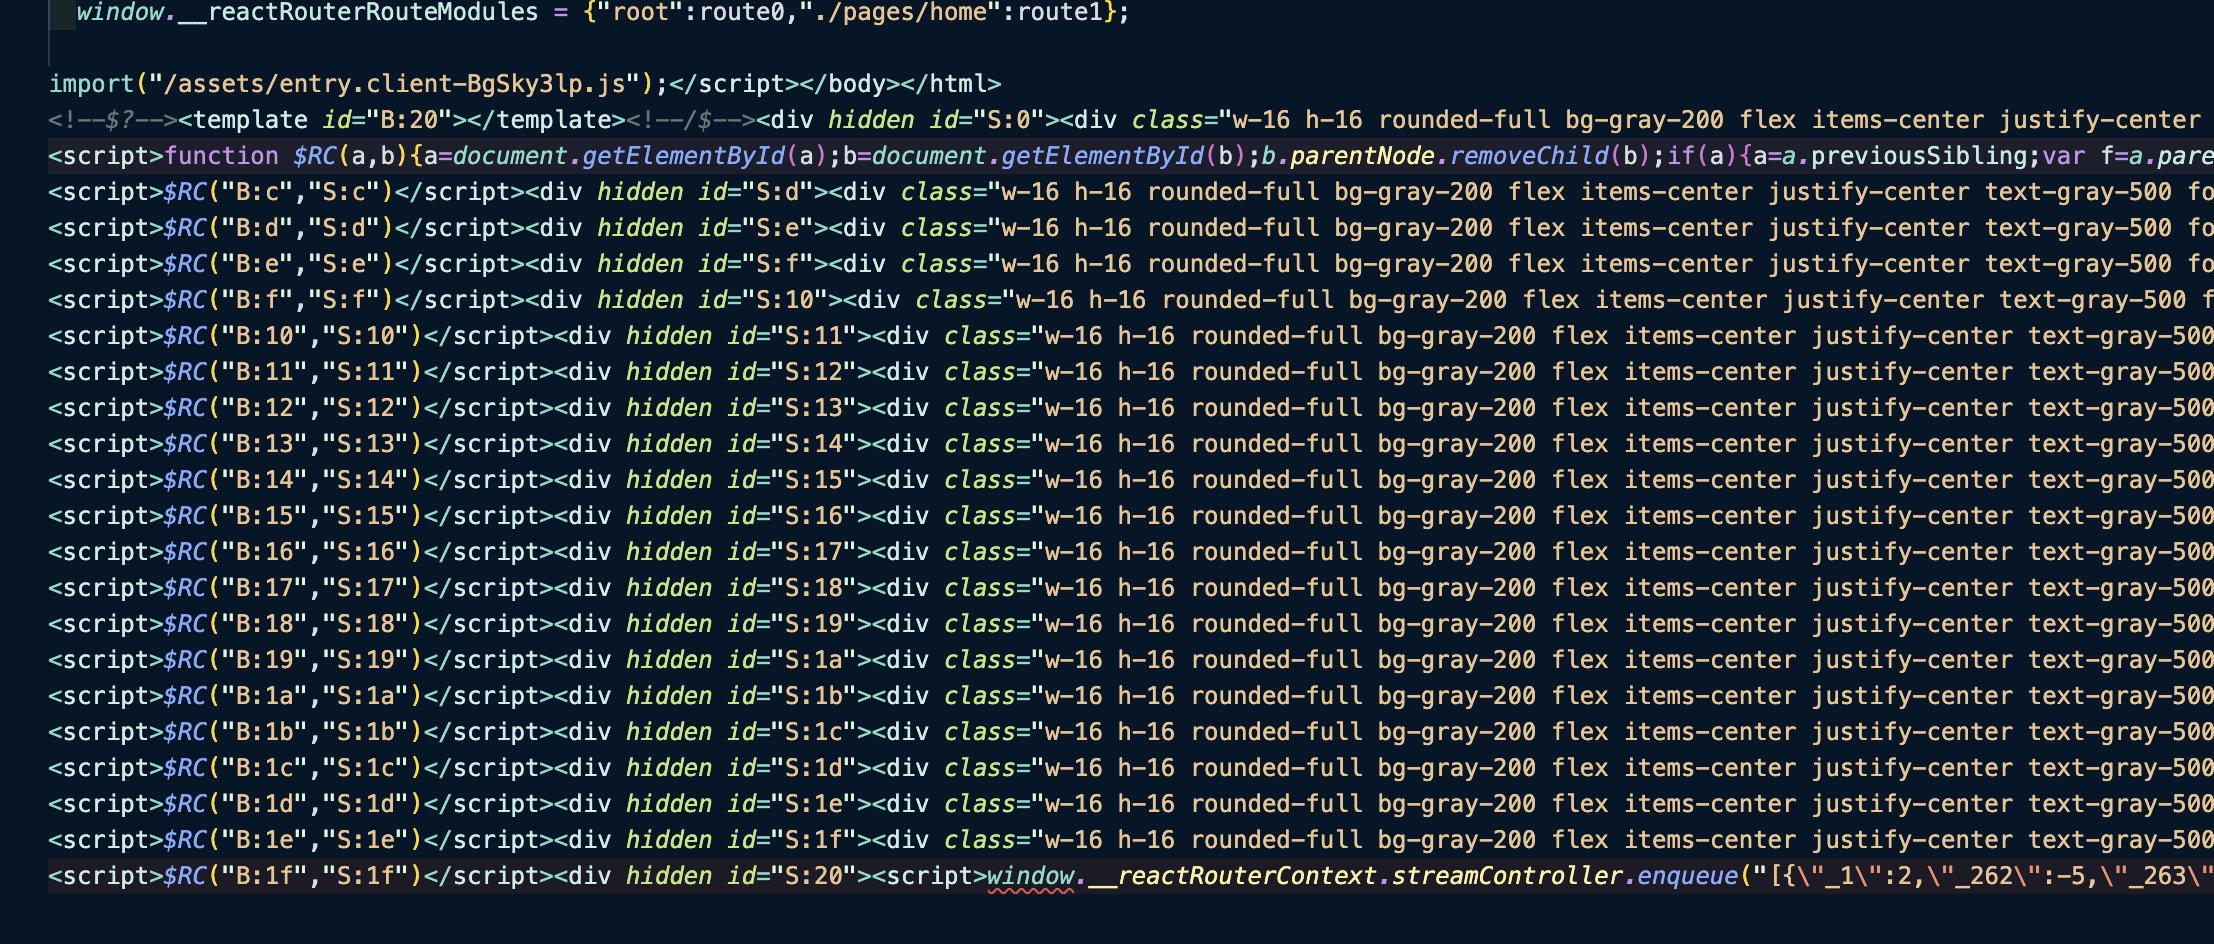 window.__reactRouterRouteModules = {"root":route0,"./pages/home":route1};
import("/assets/entry.client-BgSky3lp.js");</script></body></html>
<!--$?--><template id="B:20"></template><!--/$--><div hidden id="S:0"><div class="w-16 h-16 rounded-full bg-gray-200 flex items-center justify-center
<script>function $RC(a,b){a=document.getElementById(a);b=document.getElementById(b);b.parentNode.removeChild(b);if(a){a=a.previousSibling;var f=a.pare
<script>$RC("B:c","S:c")</script><div hidden id="S:d"><div class="w-16 h-16 rounded-full bg-gray-200 flex items-center justify-center text-gray-500 fo
<script>$RC("B:d","S:d")</script><div hidden id="S:e"><div class="w-16 h-16 rounded-full bg-gray-200 flex items-center justify-center text-gray-500 fo
<script>$RC("B:e","S:e")</script><div hidden id="S:f"><div class="w-16 h-16 rounded-full bg-gray-200 flex items-center justify-center text-gray-500 fo
<script>$RC("B:f","S:f")</script><div hidden id="S:10"><div class="w-16 h-16 rounded-full bg-gray-200 flex items-center justify-center text-gray-500 f
<script>$RC("B:10","S:10")</script><div hidden id="S:11"><div class="w-16 h-16 rounded-full bg-gray-200 flex items-center justify-center text-gray-500
<script>$RC("B:11","S:11")</script><div hidden id="S:12"><div class="w-16 h-16 rounded-full bg-gray-200 flex items-center justify-center text-gray-500
<script>$RC("B:12","S:12")</script><div hidden id="S:13"><div class="w-16 h-16 rounded-full bg-gray-200 flex items-center justify-center text-gray-500
<script>$RC("B:13","S:13")</script><div hidden id="S:14"><div class="w-16 h-16 rounded-full bg-gray-200 flex items-center justify-center text-gray-500
<script>$RC("B:14","S:14")</script><div hidden id="S:15"><div class="w-16 h-16 rounded-full bg-gray-200 flex items-center justify-center text-gray-500
<script>$RC("B:15","S:15")</script><div hidden id="S:16"><div class="w-16 h-16 rounded-full bg-gray-200 flex items-center justify-center text-gray-500
<script>$RC("B:16","S:16")</script><div hidden id="S:17"><div class="w-16 h-16 rounded-full bg-gray-200 flex items-center justify-center text-gray-500
<script>$RC("B:17","S:17")</script><div hidden id="S:18"><div class="w-16 h-16 rounded-full bg-gray-200 flex items-center justify-center text-gray-500
<script>$RC("B:18","S:18")</script><div hidden id="S:19"><div class="w-16 h-16 rounded-full bg-gray-200 flex items-center justify-center text-gray-500
<script>$RC("B:19","S:19")</script><div hidden id="S:1a"><div class="w-16 h-16 rounded-full bg-gray-200 flex items-center justify-center text-gray-500
<script>$RC("B:1a","S:1a")</script><div hidden id="S:1b"><div class="w-16 h-16 rounded-full bg-gray-200 flex items-center justify-center text-gray-500
<script>$RC("B:1b","S:1b")</script><div hidden id="S:1c"><div class="w-16 h-16 rounded-full bg-gray-200 flex items-center justify-center text-gray-500
<script>$RC("B:1c","S:1c")</script><div hidden id="S:1d"><div class="w-16 h-16 rounded-full bg-gray-200 flex items-center justify-center text-gray-500
<script>$RC("B:1d","S:1d")</script><div hidden id="S:1e"><div class="w-16 h-16 rounded-full bg-gray-200 flex items-center justify-center text-gray-500
<script>$RC("B:1e","S:1e")</script><div hidden id="S:1f"><div class="w-16 h-16 rounded-full bg-gray-200 flex items-center justify-center text-gray-500
<script>$RC("B:1f","S:1f")</script><div hidden id="S:20"><script>window.__reactRouterContext.streamController.enqueue("[{\"_1\":2,\"_262\":-5,\"_263\"